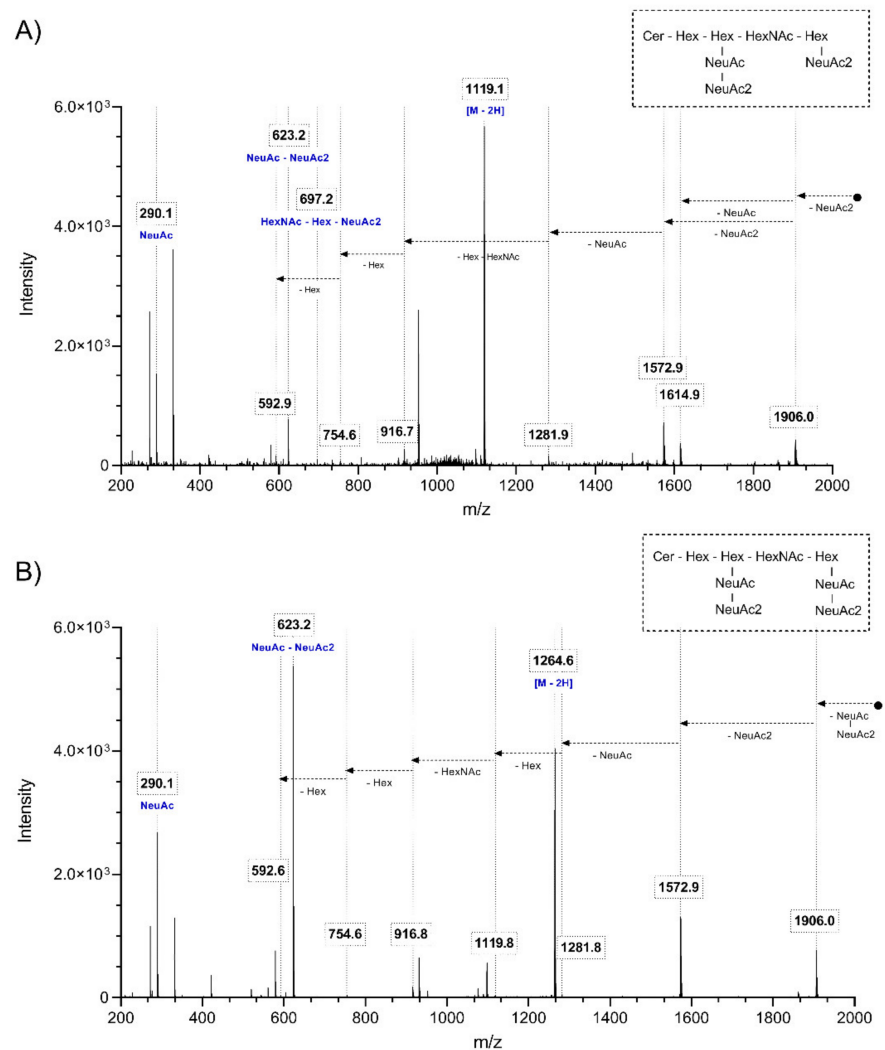 A)
Cer - Hex - Hex - HexNAc - Hex
NeuAc NeuAc2
NeuAc2
1119.1
[M - 2H]
6.0×10³
623.2
NeuAc - NeuAc2
697.2
HexNAc - Hex - NeuAc2
290.1
NeuAc
- NeuAc2
- NeuAc
- NeuAc2
- NeuAc
- Hex - HexNAc
- Hex
- Hex
4.0×10³
Intensity
2.0×10³
1572.9
1614.9
1906.0
592.9
754.6
916.7
1281.9
0
200 400 600 800 1000 1200 1400 1600 1800 2000
m/z
B)
Cer - Hex - Hex - HexNAc - Hex
NeuAc NeuAc
NeuAc2 NeuAc2
6.0×10³
623.2
NeuAc - NeuAc2
1264.6
[M - 2H]
- NeuAc
NeuAc2
- NeuAc2
- NeuAc
- Hex
- HexNAc
- Hex
- Hex
290.1
NeuAc
4.0×10³
Intensity
2.0×10³
592.6
754.6
916.8
1119.8
1281.8
1572.9
1906.0
0
200 400 600 800 1000 1200 1400 1600 1800 2000
m/z